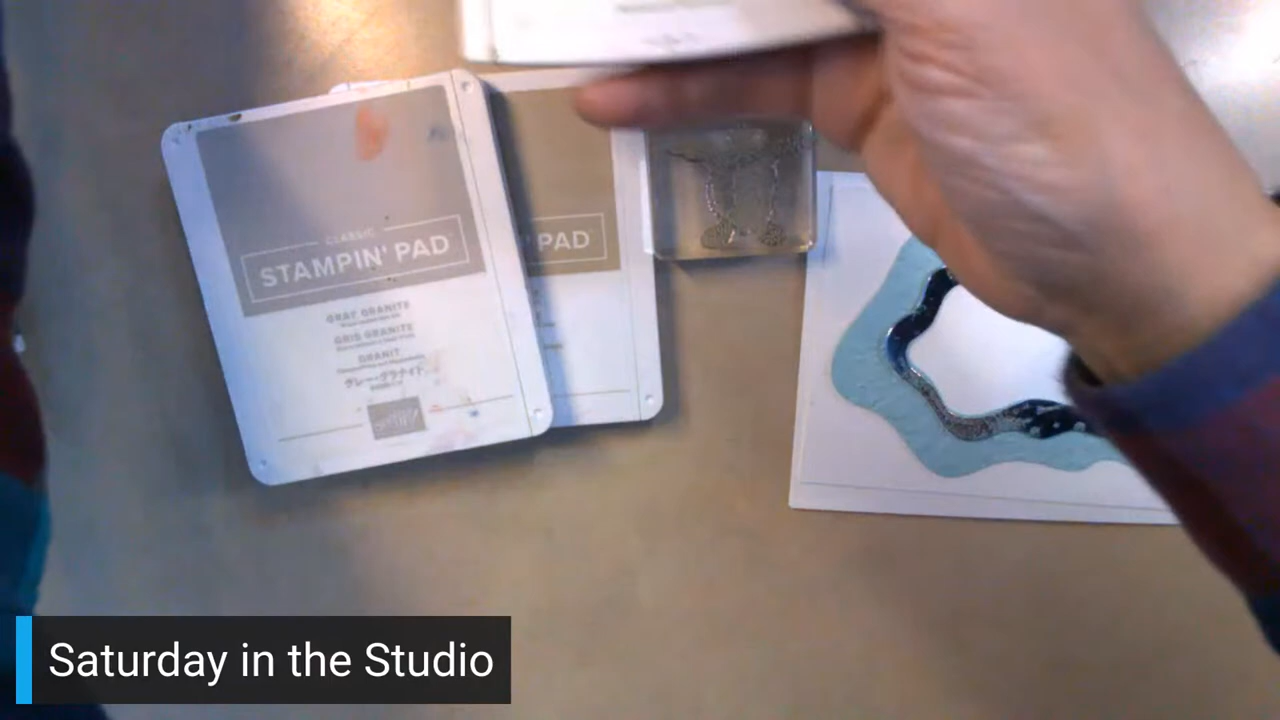 CLASSIC
STAMPIN' PAD
PAD
GRAY GRANITE
GRIS GRANITE
GRANIT
グレーグラナイト
Saturday in the Studio